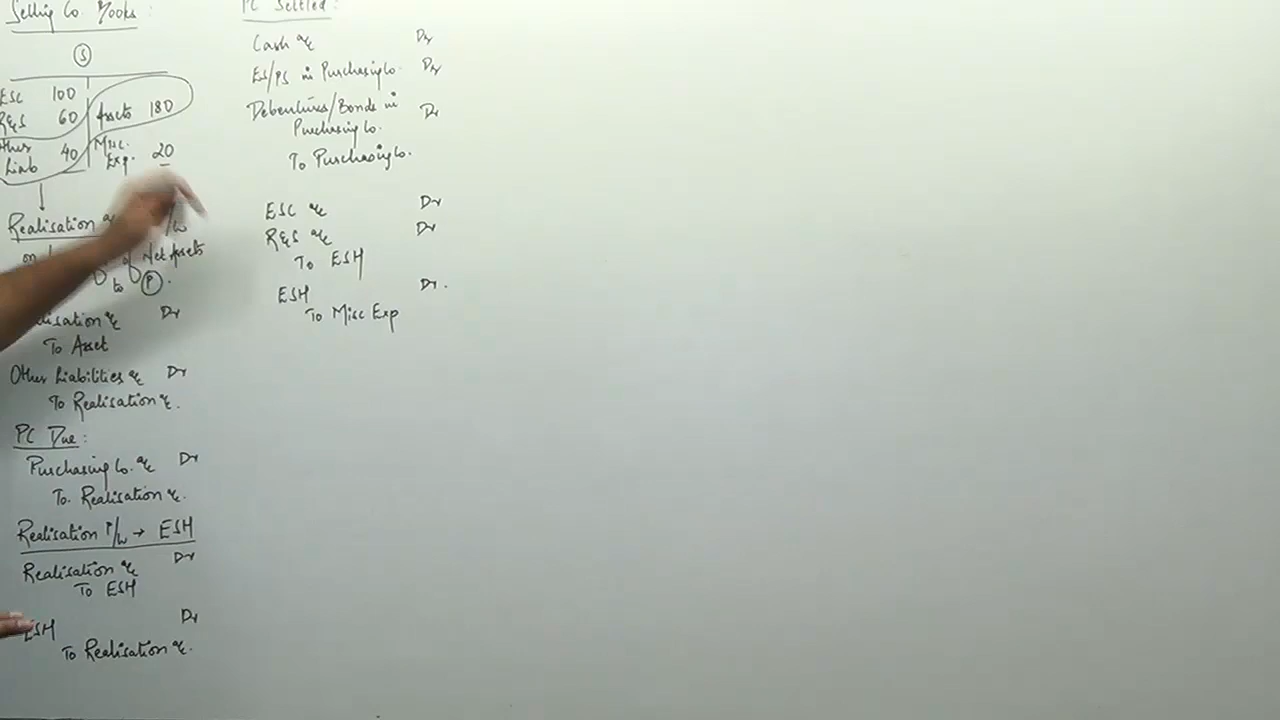 Selling Co. Books:
S
ESC 100
R&S 60 Assets 180
Other Liab 40 Misc. Exp. 20
Realisation a/c
of Net Assets
to P.
a/c Dr
To Asset
Other Liabilities a/c Dr
To Realisation a/c.
PC Due:
Purchasing Co. a/c Dr
To Realisation a/c.
Realisation P/L → ESH
Realisation a/c Dr
To ESH
ESH Dr
To Realisation a/c.
PC Settled:
Cash a/c Dr
ES/PS in Purchasing Co. Dr
Debentures/Bonds in Dr
Purchasing Co.
To Purchasing Co.
ESC a/c Dr
R&S a/c Dr
To ESH
ESH Dr.
To Misc Exp